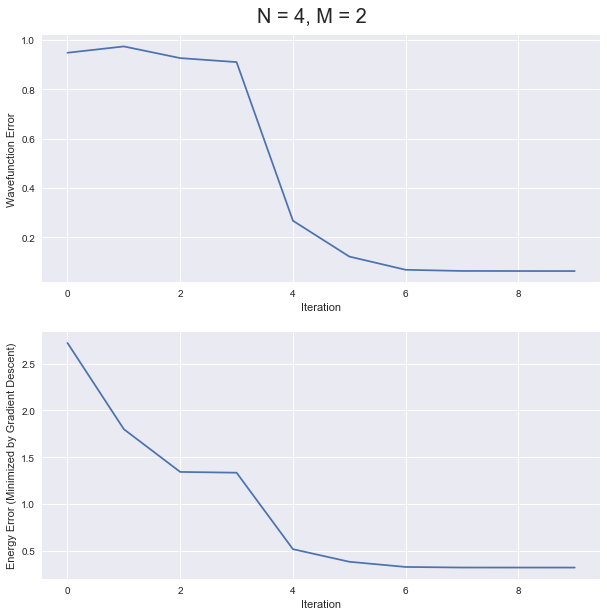 N = 4, M = 2
1.0
0.8
0.6
0.4
0.2
Wavefunction Error
0 2 4 6 8
Iteration
2.5
2.0
1.5
1.0
0.5
Energy Error (Minimized by Gradient Descent)
0 2 4 6 8
Iteration